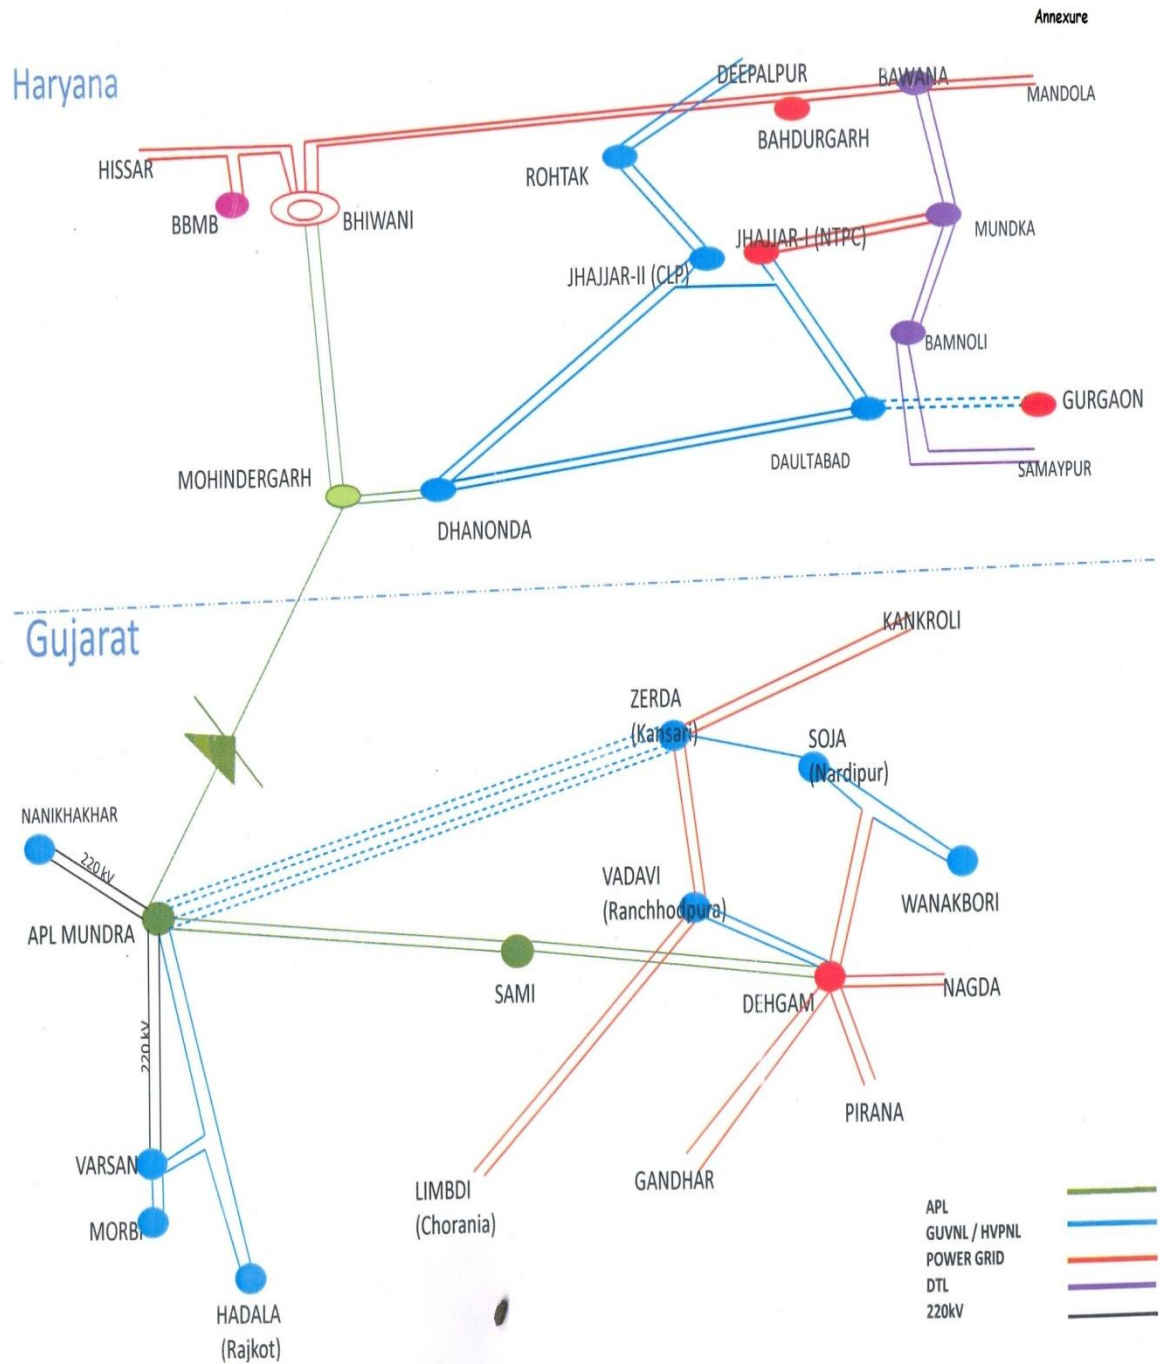 Annexure
Haryana
DEEPALPUR
BAWANA
MANDOLA
BAHDURGARH
HISSAR
ROHTAK
BBMB
BHIWANI
MUNDKA
JHAJJAR-I (NTPC)
JHAJJAR-II (CLP)
BAMNOLI
GURGAON
DAULTABAD
SAMAYPUR
MOHINDERGARH
DHANONDA
Gujarat
KANKROLI
ZERDA
(Kansari)
SOJA
(Nardipur)
NANIKHAKHAR
220 kV
VADAVI
(Ranchhodpura)
WANAKBORI
APL MUNDRA
SAMI
DEHGAM
NAGDA
220 kV
PIRANA
VARSAN
LIMBDI
(Chorania)
GANDHAR
MORBI
HADALA
(Rajkot)
APL
GUVNL / HVPNL
POWER GRID
DTL
220kV